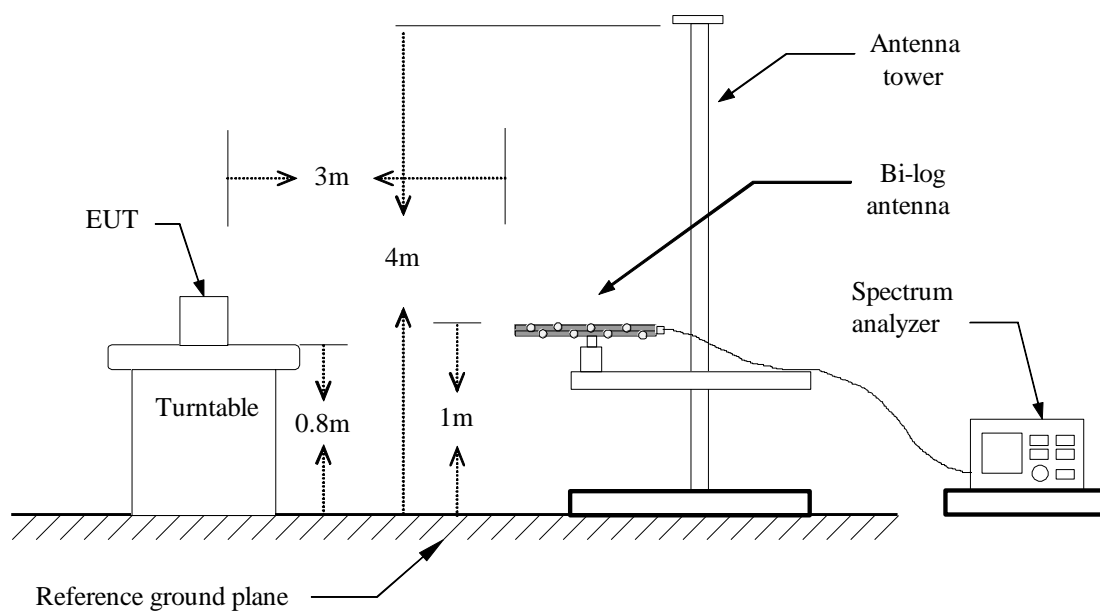 Antenna
tower
3m
Bi-log
antenna
EUT
4m
Spectrum
analyzer
Turntable
0.8m
1m
Reference ground plane